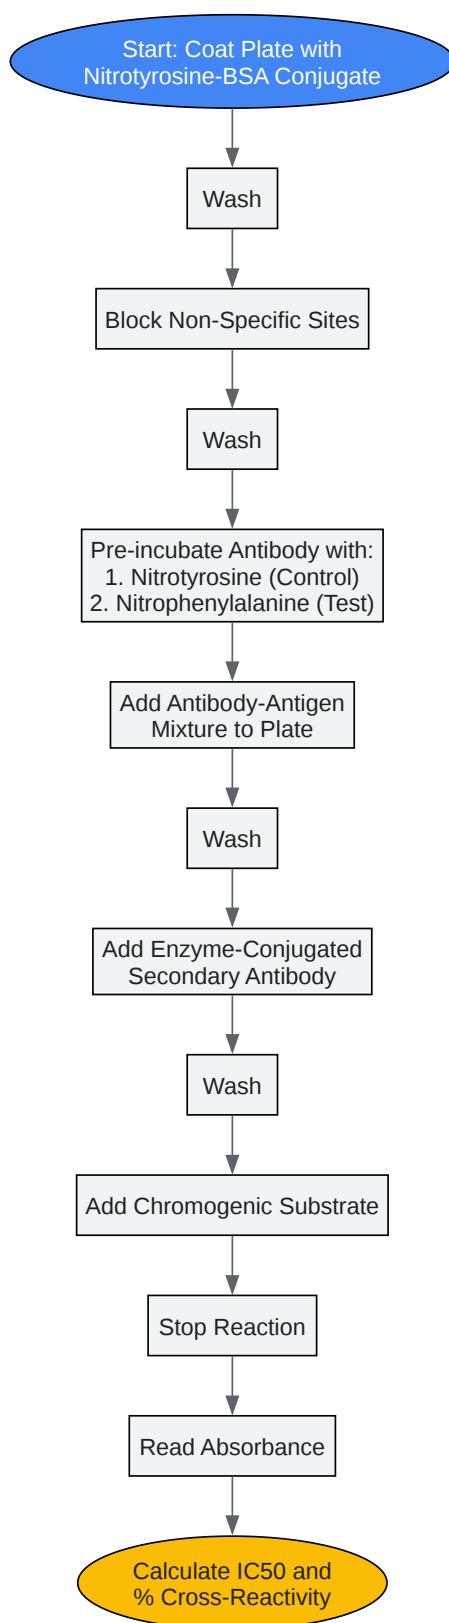 Start: Coat Plate with
Nitrotyrosine-BSA Conjugate
Wash
Block Non-Specific Sites
Wash
Pre-incubate Antibody with:
1. Nitrotyrosine (Control)
2. Nitrophenylalanine (Test)
Add Antibody-Antigen
Mixture to Plate
Wash
Add Enzyme-Conjugated
Secondary Antibody
Wash
Add Chromogenic Substrate
Stop Reaction
Read Absorbance
Calculate IC50 and
% Cross-Reactivity